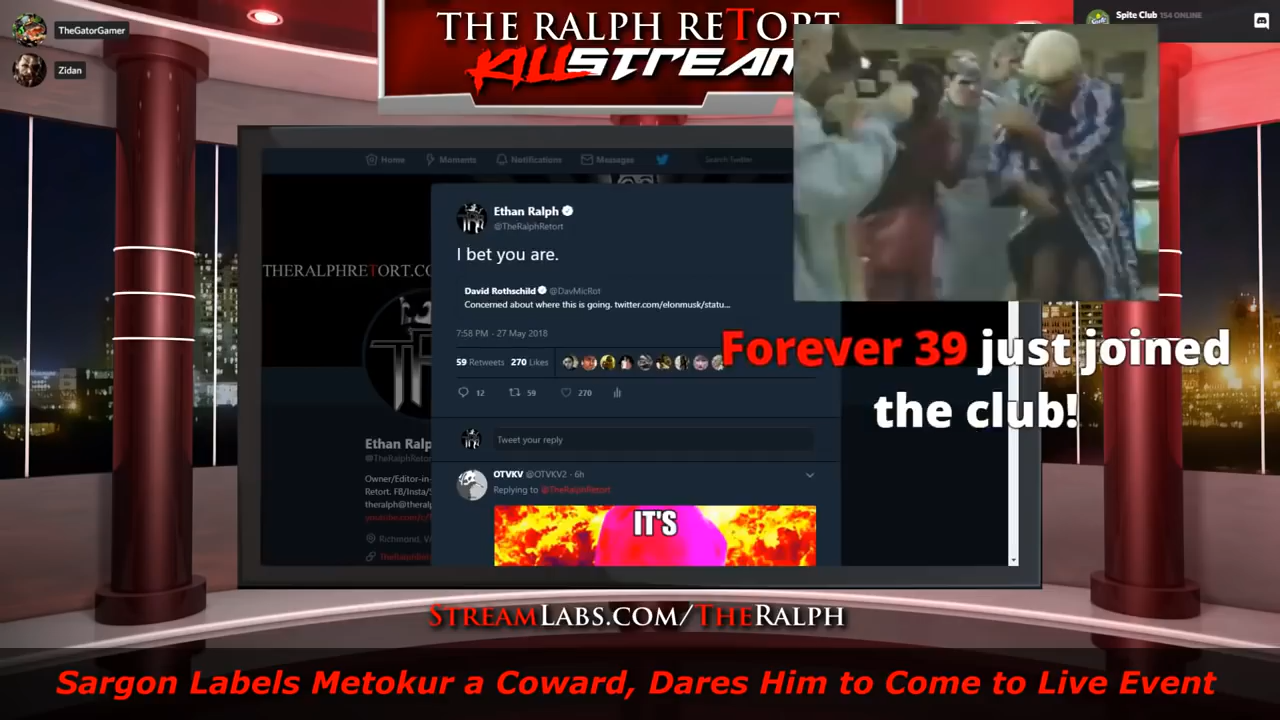 TheGatorGamer
Zidan
THE RALPH RETORT
KILLSTREAM
Spite Club 154 ONLINE
Home
Moments
Notifications
Messages
Search Twitter
THERALPHRETORT.CO
Ethan Ralph
@TheRalphRetort
I bet you are.
David Rothschild @DavMicRot
Concerned about where this is going. twitter.com/elonmusk/statu...
7:58 PM - 27 May 2018
59 Retweets 270 Likes
12 59 270
Forever 39 just joined
the club!
Tweet your reply
Ethan Ralp
@TheRalphRetor
Owner/Editor-in-
Retort. FB/Insta/
theralph@theralp
Richmond, V
OTVKV @OTVKV2 - 6h
Replying to @TheRalphRetort
IT'S
STREAMLABS.COM/THERALPH
Sargon Labels Metokur a Coward, Dares Him to Come to Live Event